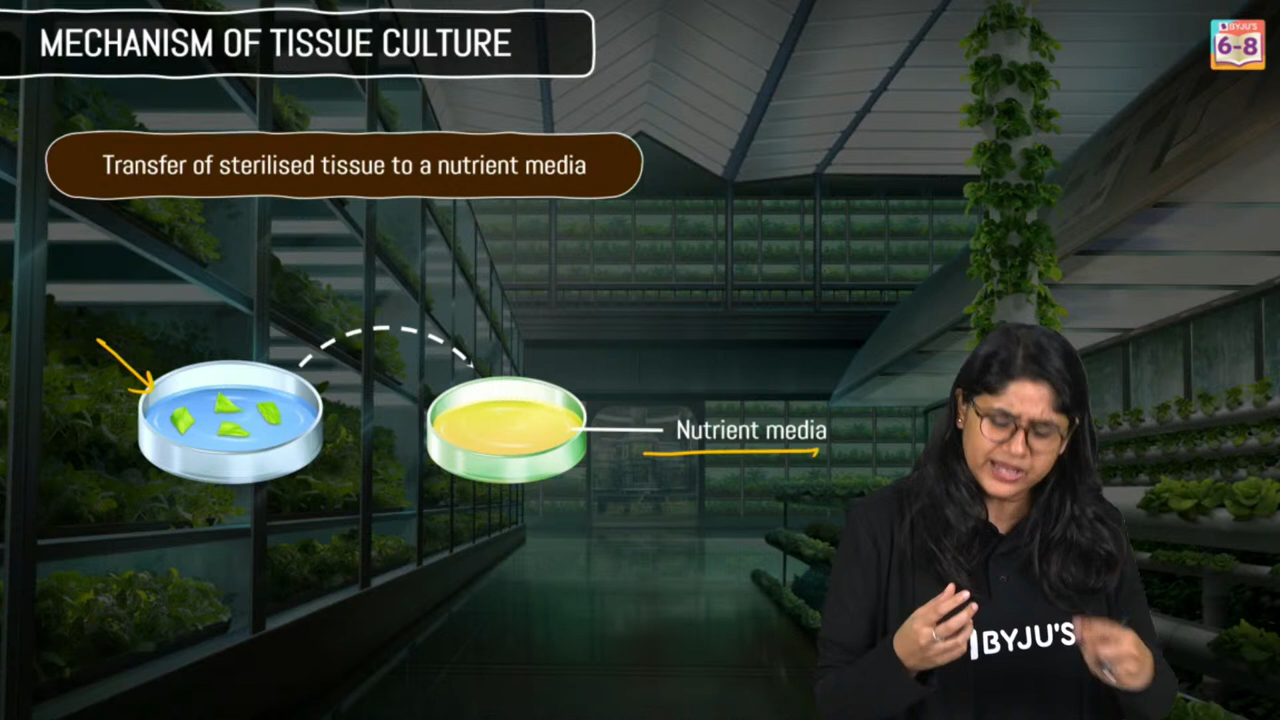 MECHANISM OF TISSUE CULTURE
BYJU'S
6-8
Transfer of sterilised tissue to a nutrient media
Nutrient media
BYJU'S